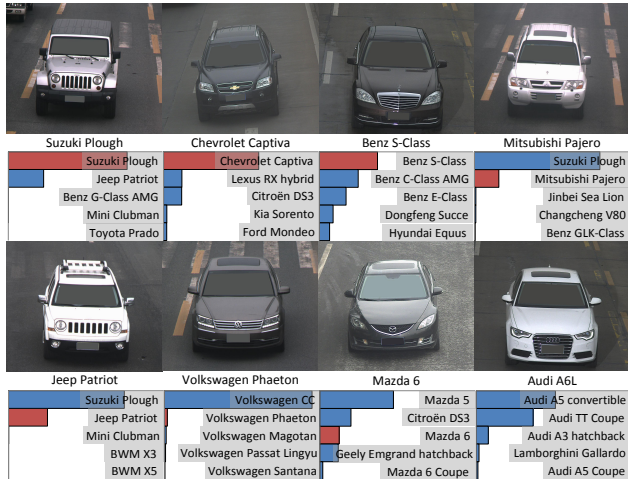 Suzuki Plough
Chevrolet Captiva
Benz S-Class
Mitsubishi Pajero
Suzuki Plough
Jeep Patriot
Benz G-Class AMG
Mini Clubman
Toyota Prado
Chevrolet Captiva
Lexus RX hybrid
Citroën DS3
Kia Sorento
Ford Mondeo
Benz S-Class
Benz C-Class AMG
Benz E-Class
Dongfeng Succe
Hyundai Equus
Suzuki Plough
Mitsubishi Pajero
Jinbei Sea Lion
Changcheng V80
Benz GLK-Class
Jeep Patriot
Volkswagen Phaeton
Mazda 6
Audi A6L
Suzuki Plough
Jeep Patriot
Mini Clubman
BWM X3
BWM X5
Volkswagen CC
Volkswagen Phaeton
Volkswagen Magotan
Volkswagen Passat Lingyu
Volkswagen Santana
Mazda 5
Citroën DS3
Mazda 6
Geely Emgrand hatchback
Mazda 6 Coupe
Audi A5 convertible
Audi TT Coupe
Audi A3 hatchback
Lamborghini Gallardo
Audi A5 Coupe